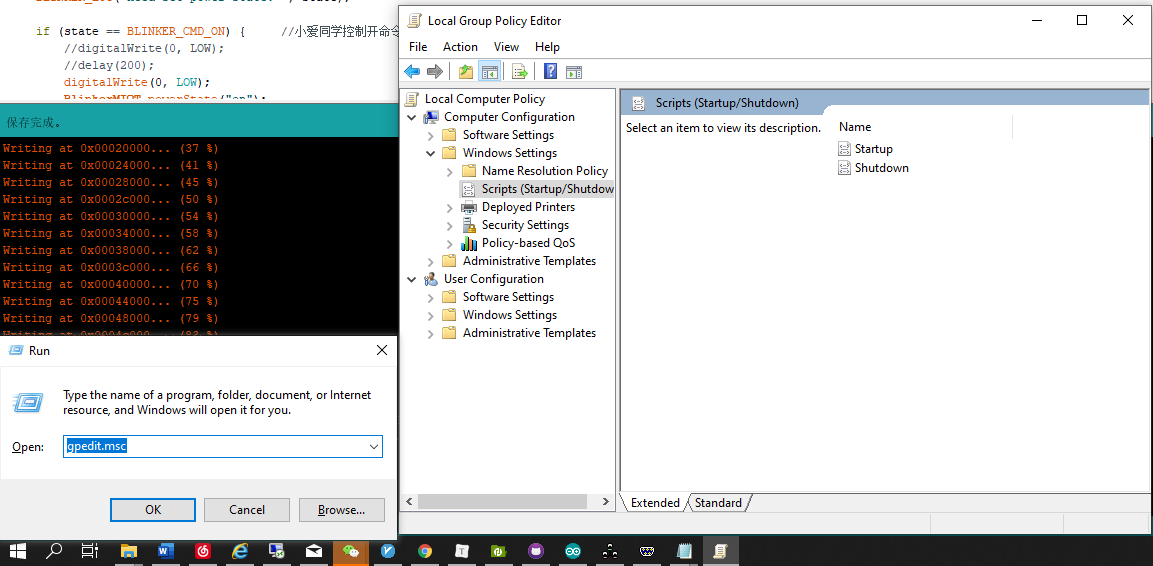 if (state == BLINKER_CMD_ON) {     //小爱同学控制开命令
//digitalWrite(0, LOW);
//delay(200);
digitalWrite(0, LOW);
保存完成。
Writing at 0x00020000... (37 %)
Writing at 0x00024000... (41 %)
Writing at 0x00028000... (45 %)
Writing at 0x0002c000... (50 %)
Writing at 0x00030000... (54 %)
Writing at 0x00034000... (58 %)
Writing at 0x00038000... (62 %)
Writing at 0x0003c000... (66 %)
Writing at 0x00040000... (70 %)
Writing at 0x00044000... (75 %)
Writing at 0x00048000... (79 %)
Run
Type the name of a program, folder, document, or Internet
resource, and Windows will open it for you.
Open: gpedit.msc
OK Cancel Browse...
Local Group Policy Editor
File Action View Help
Local Computer Policy
Computer Configuration
Software Settings
Windows Settings
Name Resolution Policy
Scripts (Startup/Shutdow
Deployed Printers
Security Settings
Policy-based QoS
Administrative Templates
User Configuration
Software Settings
Windows Settings
Administrative Templates
Scripts (Startup/Shutdown)
Select an item to view its description.
Name
Startup
Shutdown
Extended Standard